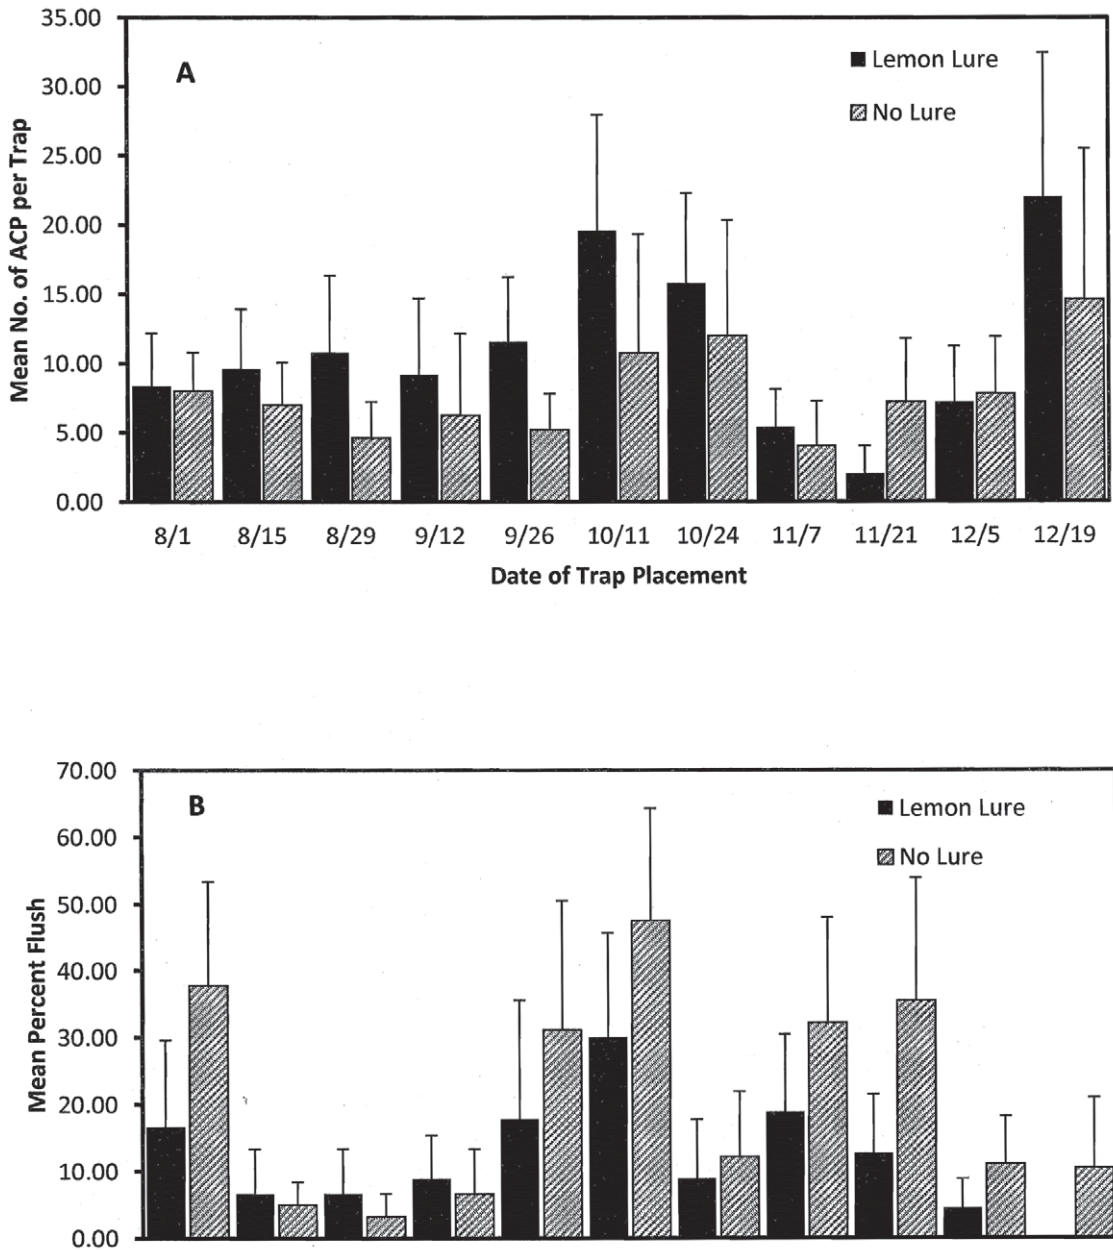 35.00
A
Lemon Lure
30.00
No Lure
25.00
20.00
15.00
10.00
5.00
0.00
Mean No. of ACP per Trap
8/1 8/15 8/29 9/12 9/26 10/11 10/24 11/7 11/21 12/5 12/19
Date of Trap Placement
70.00
B
Lemon Lure
60.00
No Lure
50.00
40.00
30.00
20.00
10.00
0.00
Mean Percent Flush